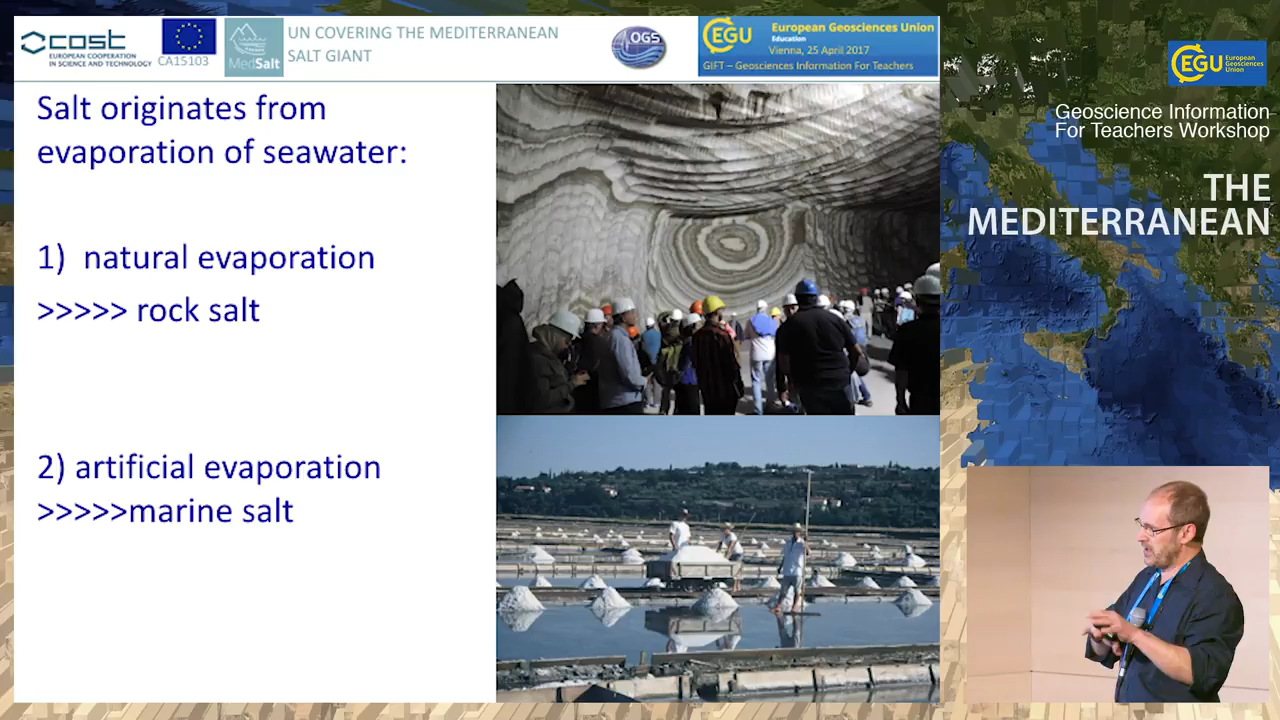 cost
EUROPEAN COOPERATION
IN SCIENCE AND TECHNOLOGY
CA15103
MedSalt
UN COVERING THE MEDITERRANEAN
SALT GIANT
OGS
EGU
European Geosciences Union
Education
Vienna, 25 April 2017
GIFT – Geosciences Information For Teachers
EGU
European
Geosciences
Union
Geoscience Information
For Teachers Workshop
THE
MEDITERRANEAN
Salt originates from
evaporation of seawater:
1) natural evaporation
>>>>> rock salt
2) artificial evaporation
>>>>>marine salt